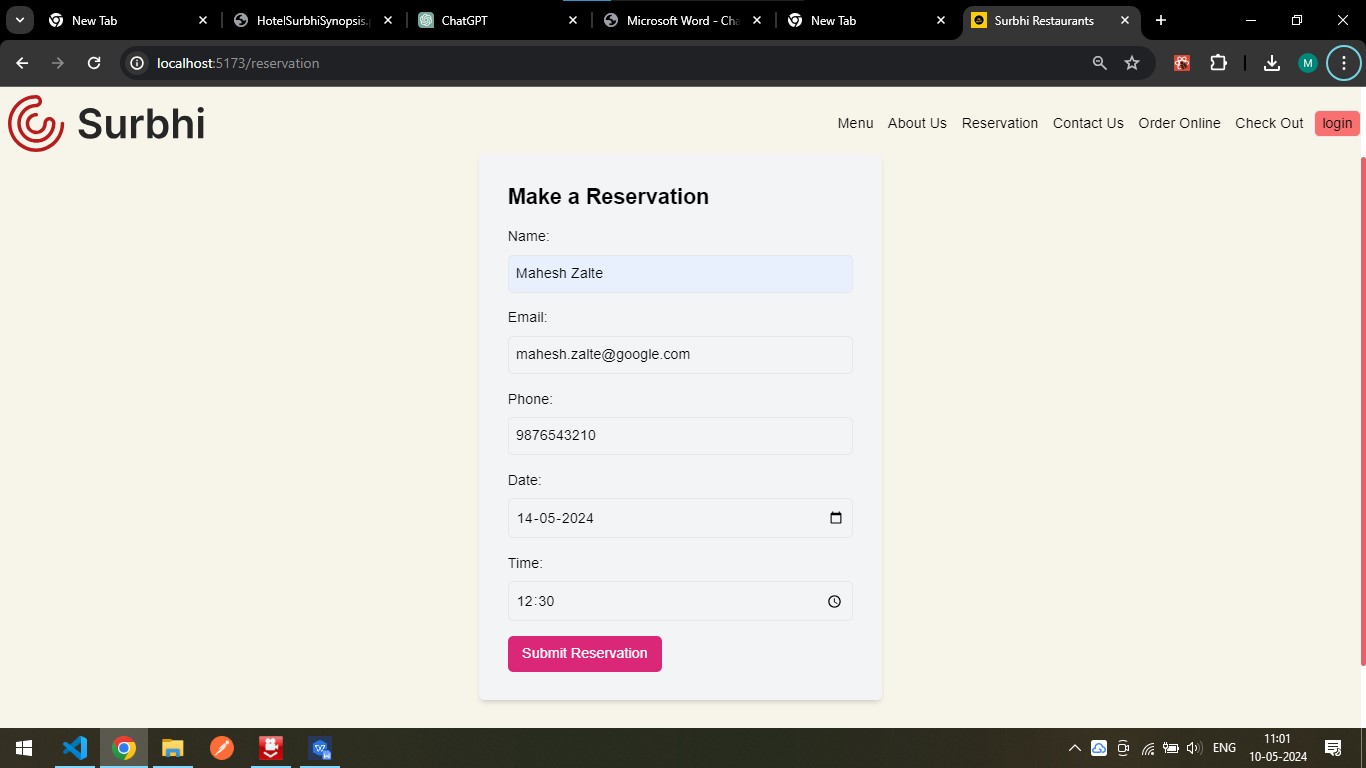 New Tab
HotelSurbhiSynopsis.
ChatGPT
Microsoft Word - Cha
New Tab
Surbhi Restaurants
localhost:5173/reservation
M
Surbhi
Menu
About Us
Reservation
Contact Us
Order Online
Check Out
login
Make a Reservation
Name:
Mahesh Zalte
Email:
mahesh.zalte@google.com
Phone:
9876543210
Date:
14-05-2024
Time:
12:30
Submit Reservation
ENG
11:01
10-05-2024